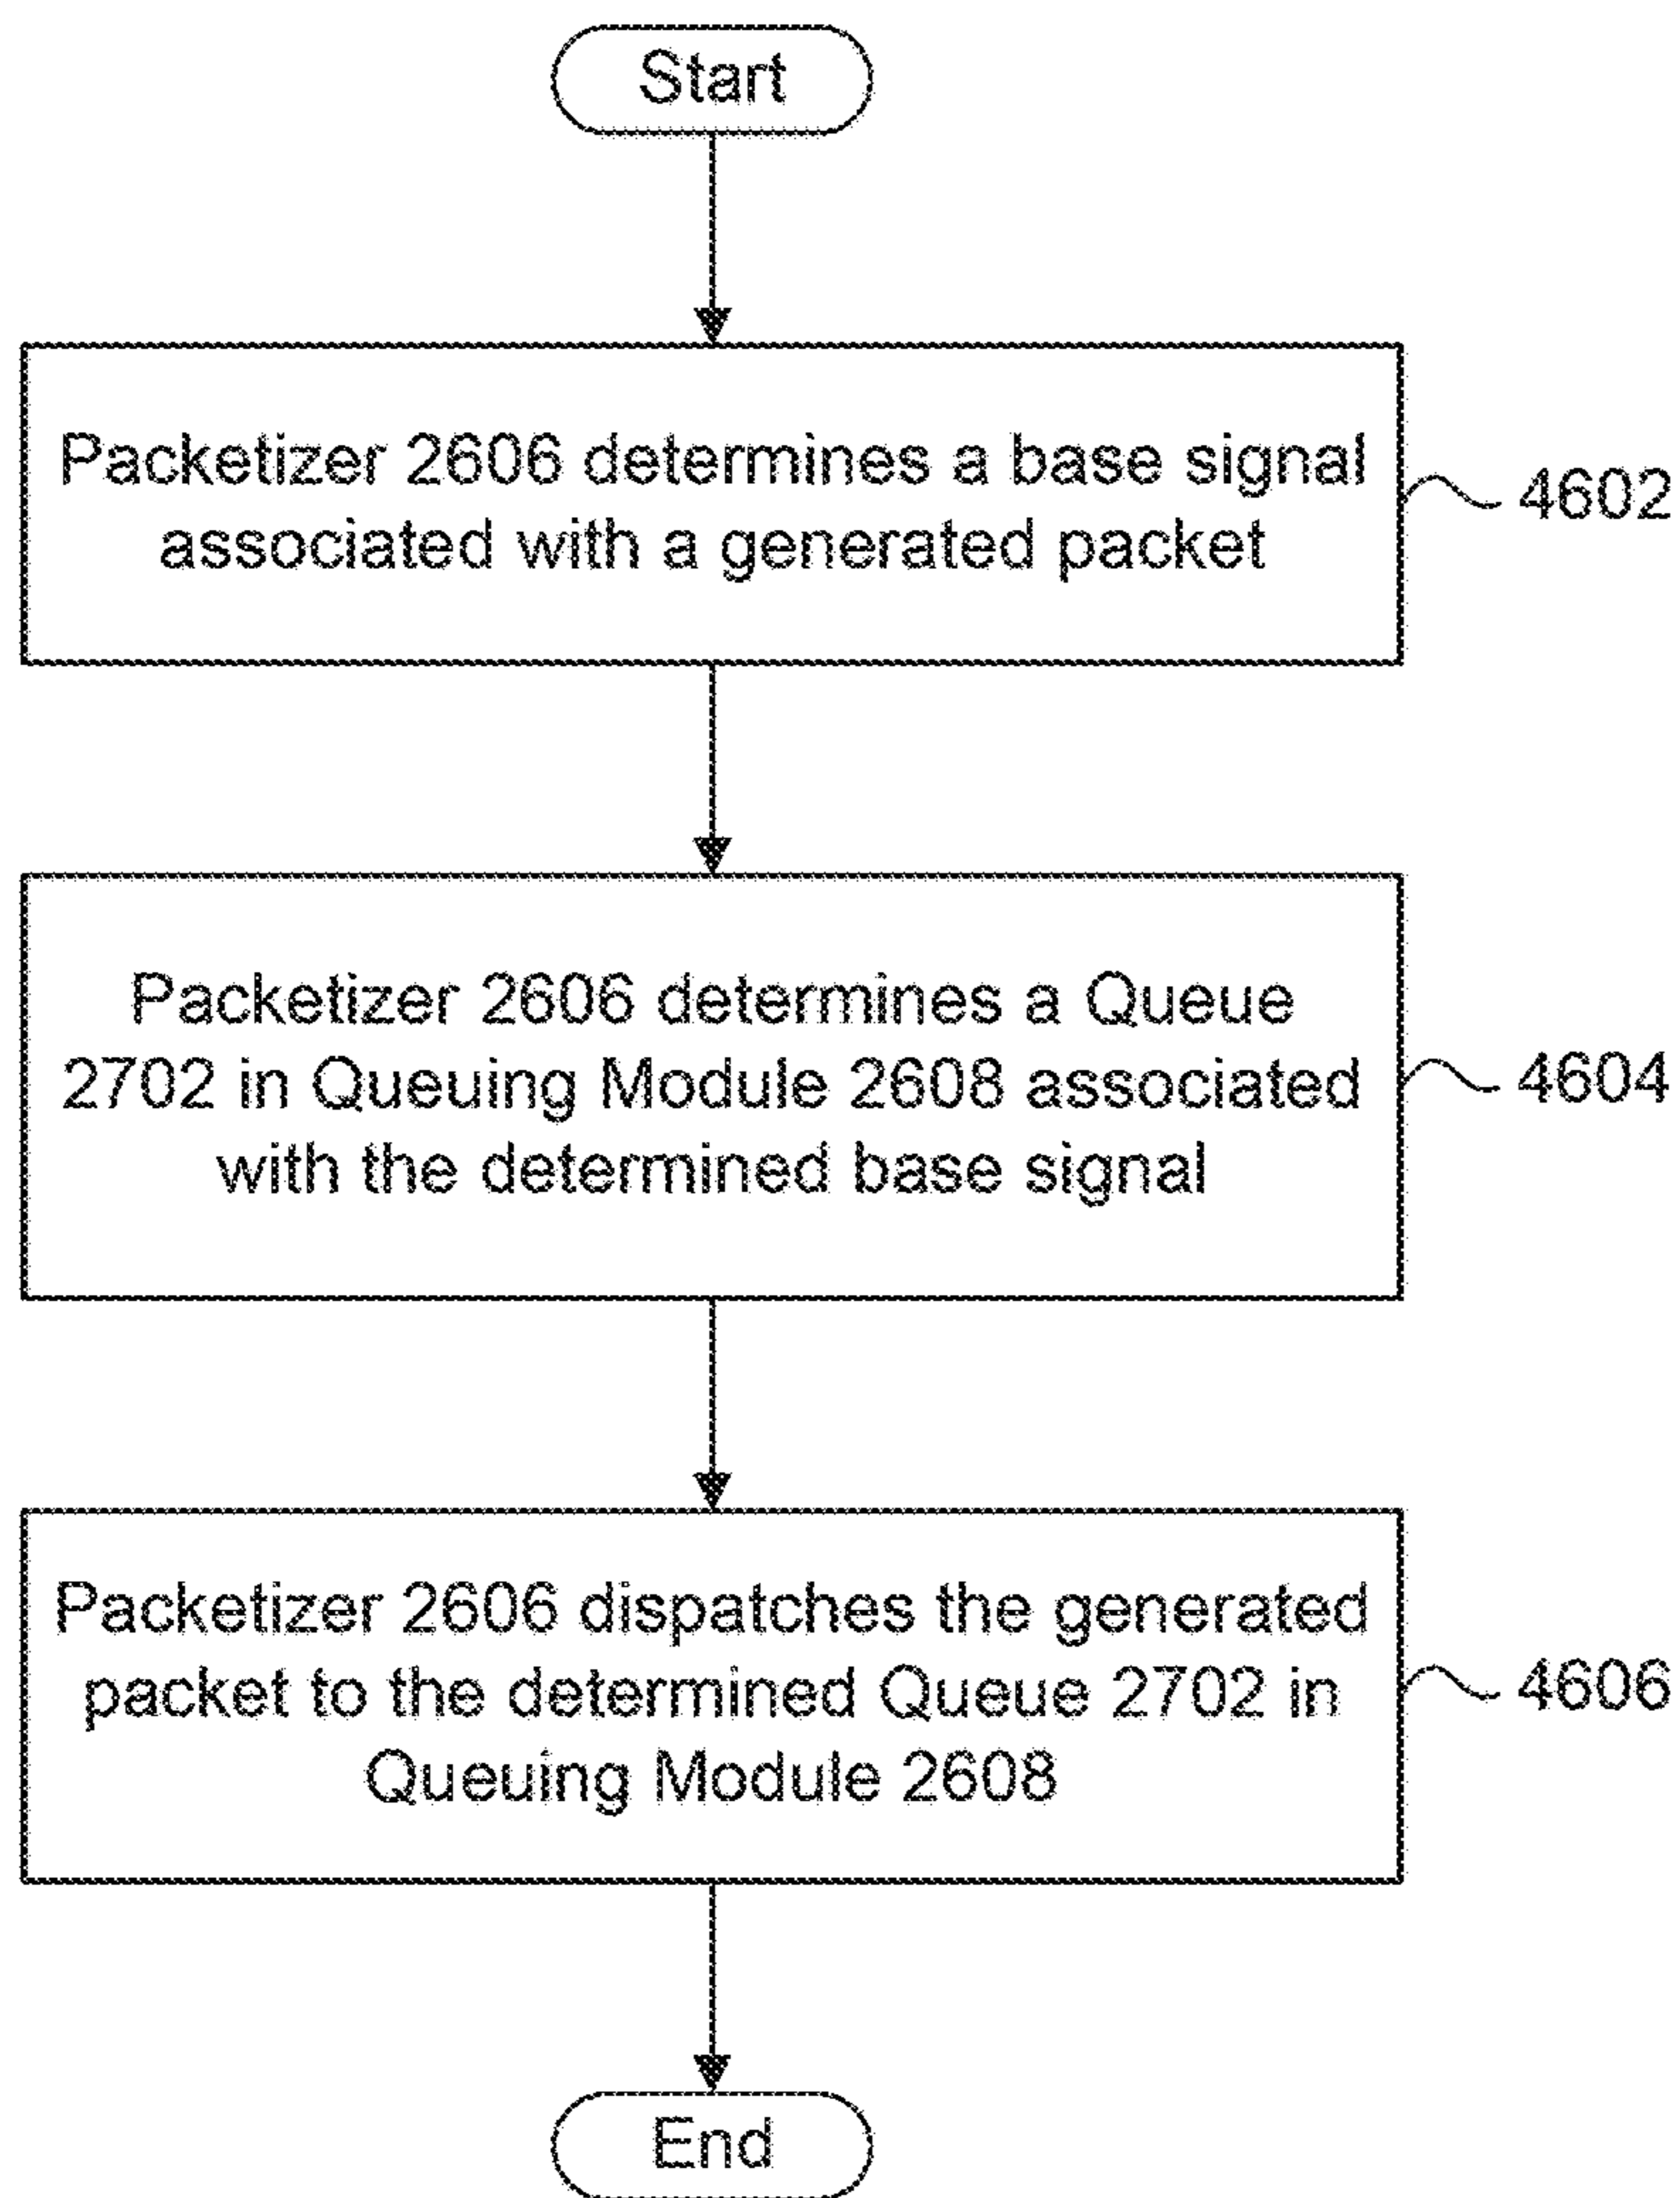 Start
Packetizer 2606 determines a base signal
associated with a generated packet
4602
Packetizer 2606 determines a Queue
2702 in Queuing Module 2608 associated
with the determined base signal
4604
Packetizer 2606 dispatches the generated
packet to the determined Queue 2702 in
Queuing Module 2608
4606
End